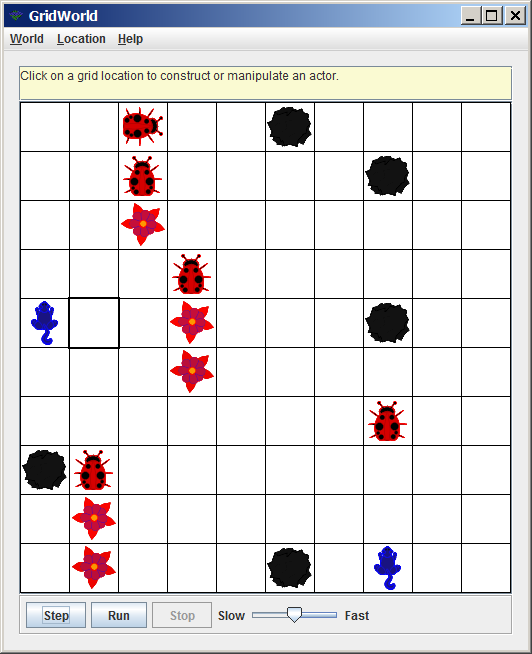 GridWorld
World Location Help
Click on a grid location to construct or manipulate an actor.
Step Run Stop Slow Fast